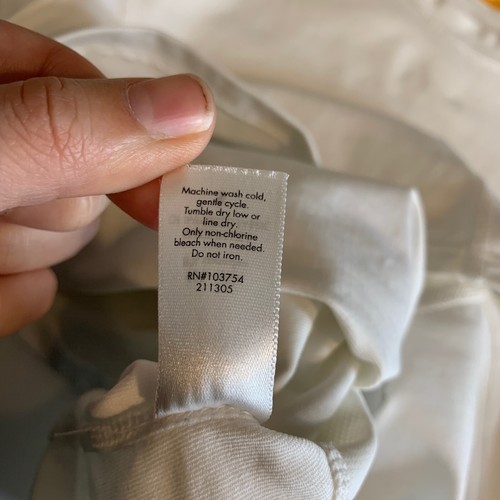 Machine wash cold,
gentle cycle.
Tumble dry low or
line dry.
Only non-chlorine
bleach when needed.
Do not iron.
RN#103754
211305